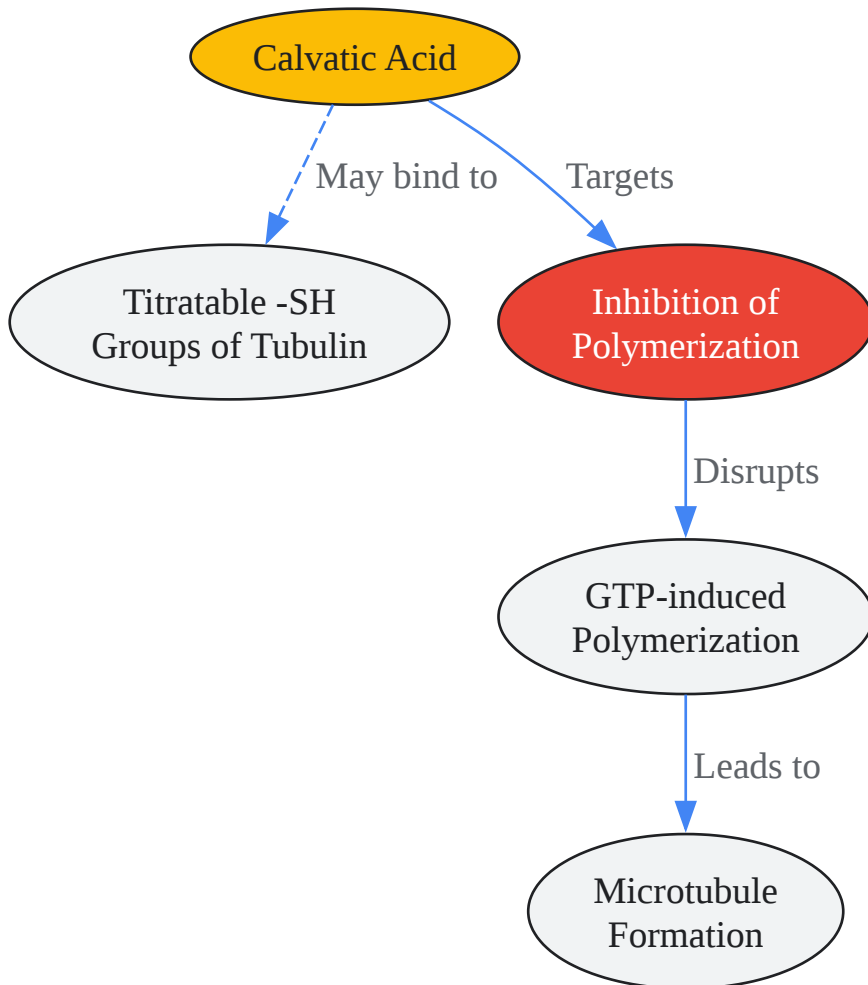 Calvatic Acid
May bind to
Targets
Titratable -SH
Groups of Tubulin
Inhibition of
Polymerization
Disrupts
GTP-induced
Polymerization
Leads to
Microtubule
Formation